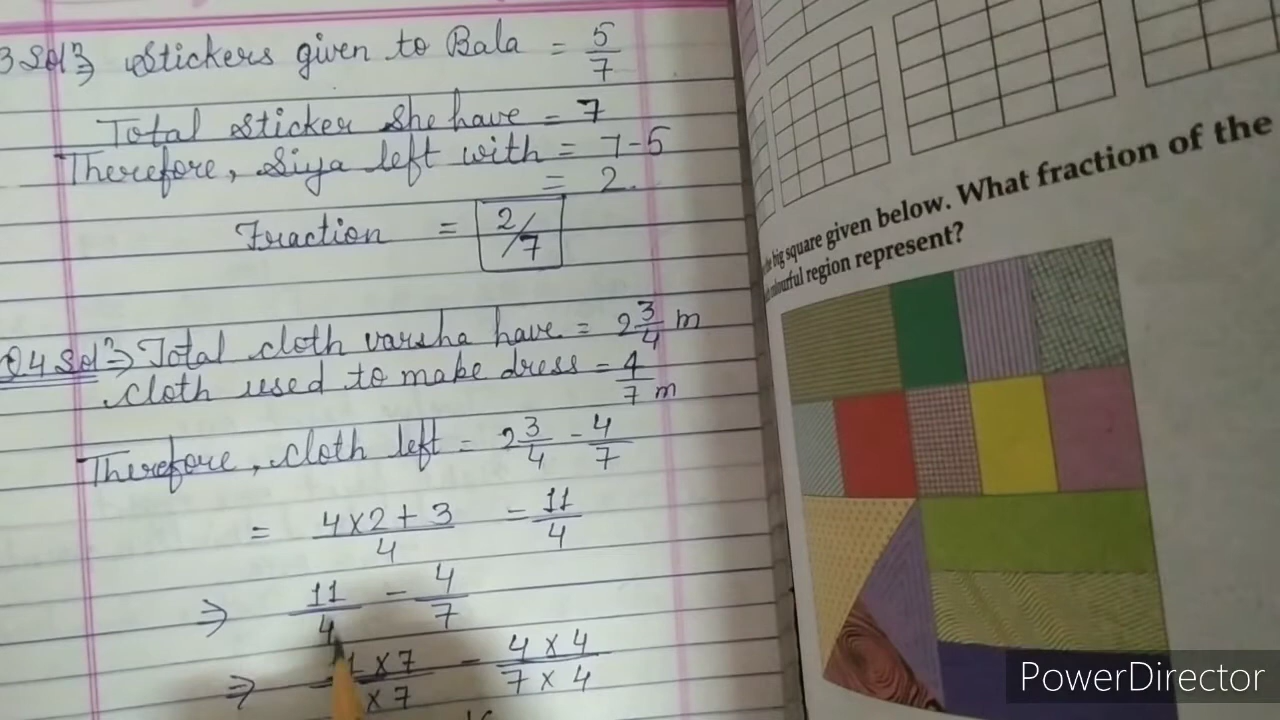 3 Solⁿ⇒ Stickers given to Bala = 5/7
Total sticker She have = 7
Therefore, Siya left with = 7-5
= 2.
Fraction = 2/7
Q4 Solⁿ⇒ Total cloth varsha have = 2 3/4 m
Cloth used to make dress = 4/7 m
Therefore, cloth left = 2 3/4 - 4/7
= 4×2+3/4 = 11/4
⇒ 11/4 - 4/7
⇒ 1×7/×7 - 4×4/7×4
big square given below. What fraction of the
colourful region represent?
PowerDirector